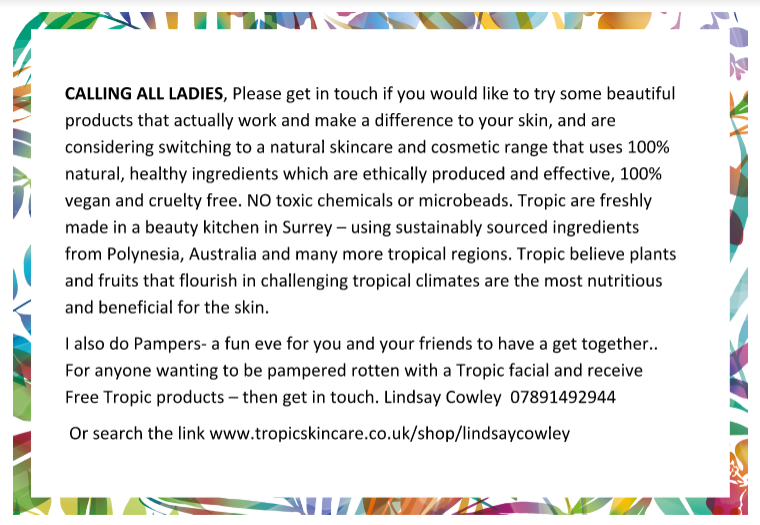 CALLING ALL LADIES, Please get in touch if you would like to try some beautiful
products that actually work and make a difference to your skin, and are
considering switching to a natural skincare and cosmetic range that uses 100%
natural, healthy ingredients which are ethically produced and effective, 100%
vegan and cruelty free. NO toxic chemicals or microbeads. Tropic are freshly
made in a beauty kitchen in Surrey – using sustainably sourced ingredients
from Polynesia, Australia and many more tropical regions. Tropic believe plants
and fruits that flourish in challenging tropical climates are the most nutritious
and beneficial for the skin.
I also do Pampers- a fun eve for you and your friends to have a get together..
For anyone wanting to be pampered rotten with a Tropic facial and receive
Free Tropic products – then get in touch. Lindsay Cowley  07891492944
Or search the link www.tropicskincare.co.uk/shop/lindsaycowley